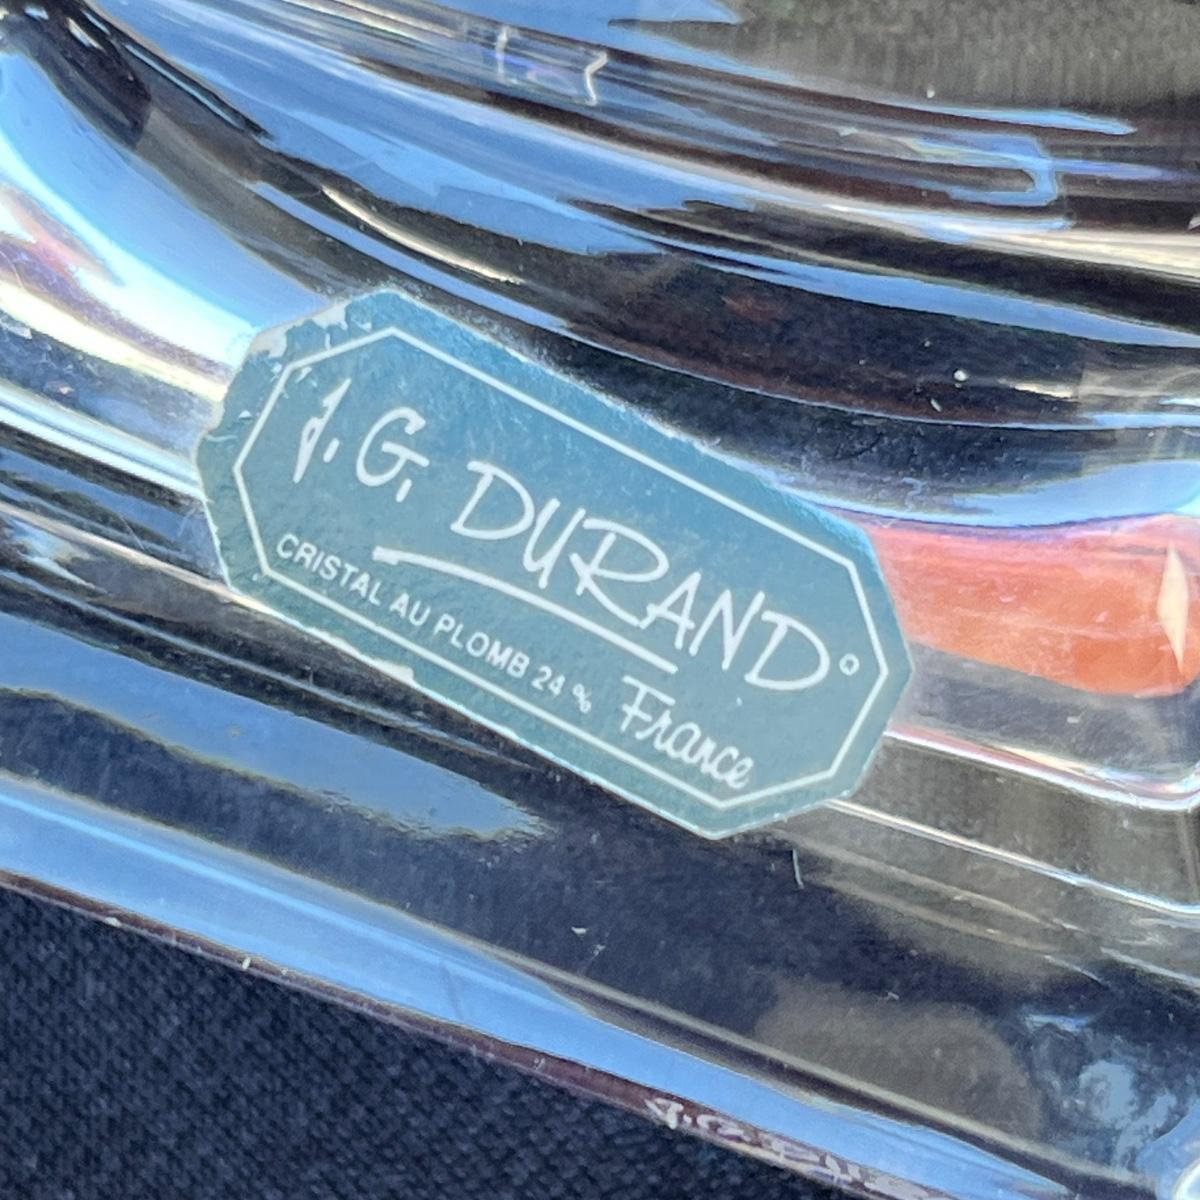 J. G. DURAND®
CRISTAL AU PLOMB 24 %
France